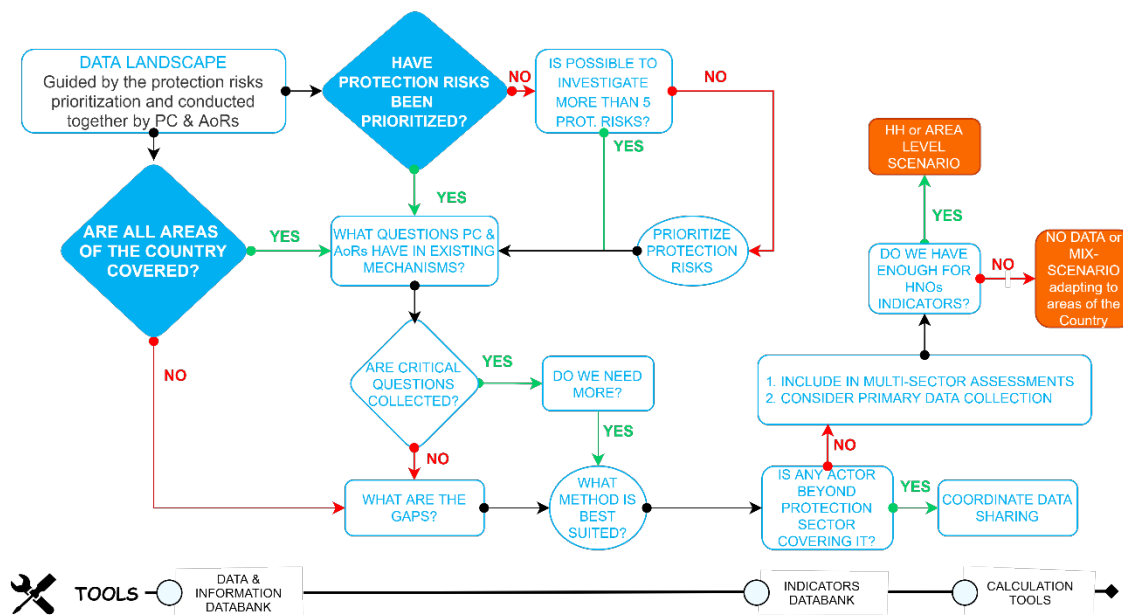 DATA LANDSCAPE
Guided by the protection risks
prioritization and conducted
together by PC & AoRs
HAVE
PROTECTION RISKS
BEEN
PRIORITIZED?
NO
IS POSSIBLE TO
INVESTIGATE
MORE THAN 5
PROT. RISKS?
NO
YES
YES
HH or AREA
LEVEL
SCENARIO
YES
ARE ALL AREAS
OF THE COUNTRY
COVERED?
YES
WHAT QUESTIONS PC &
AoRs HAVE IN EXISTING
MECHANISMS?
PRIORITIZE
PROTECTION
RISKS
DO WE HAVE
ENOUGH FOR
HNOs
INDICATORS?
NO
NO DATA or
MIX-
SCENARIO
adapting to
areas of the
Country
NO
ARE CRITICAL
QUESTIONS
COLLECTED?
YES
DO WE NEED
MORE?
1. INCLUDE IN MULTI-SECTOR ASSESSMENTS
2. CONSIDER PRIMARY DATA COLLECTION
YES
NO
NO
WHAT ARE THE
GAPS?
WHAT
METHOD IS
BEST
SUITED?
IS ANY ACTOR
BEYOND
PROTECTION
SECTOR
COVERING IT?
YES
COORDINATE DATA
SHARING
TOOLS
DATA &
INFORMATION
DATABANK
INDICATORS
DATABANK
CALCULATION
TOOLS